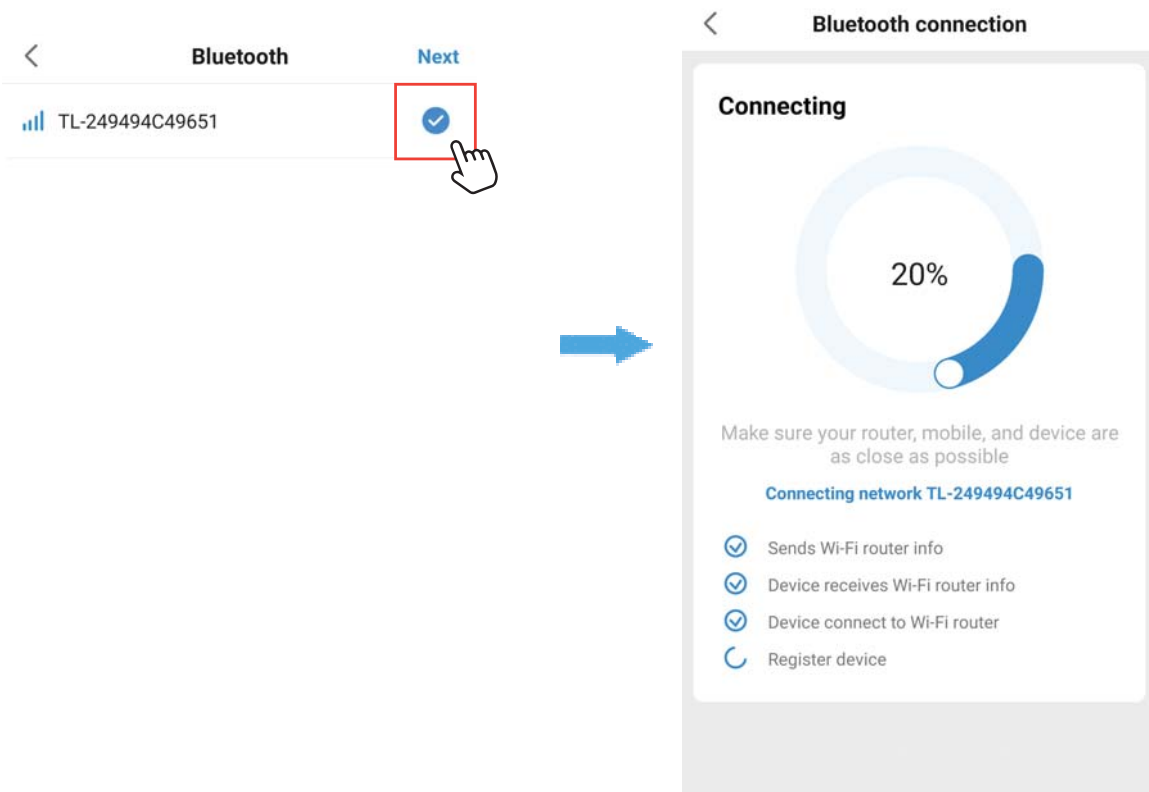 Bluetooth
Next
TL-249494C49651
Bluetooth connection
Connecting
20%
Make sure your router, mobile, and device are
as close as possible
Connecting network TL-249494C49651
Sends Wi-Fi router info
Device receives Wi-Fi router info
Device connect to Wi-Fi router
Register device